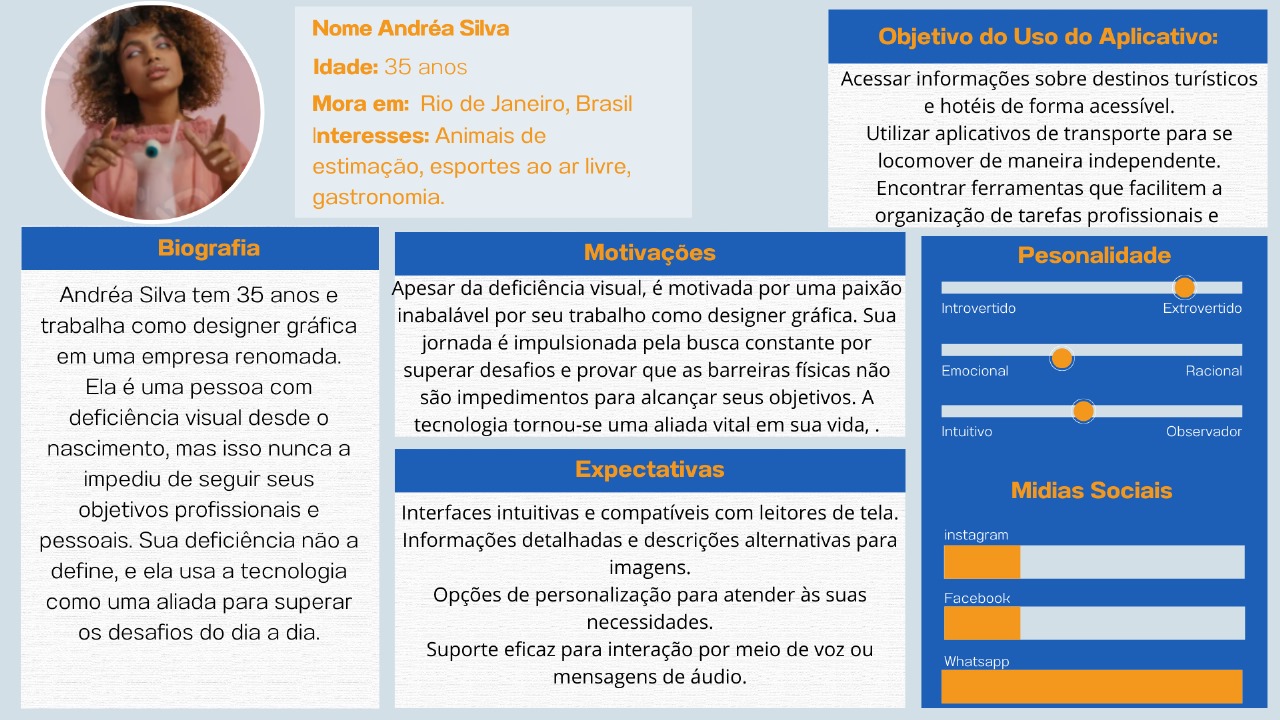 Nome Andréa Silva
Idade: 35 anos
Mora em: Rio de Janeiro, Brasil
Interesses: Animais de
estimação, esportes ao ar livre,
gastronomia.
Objetivo do Uso do Aplicativo:
Acessar informações sobre destinos turísticos
e hotéis de forma acessível.
Utilizar aplicativos de transporte para se
locomover de maneira independente.
Encontrar ferramentas que facilitem a
organização de tarefas profissionais e
Biografia
Andréa Silva tem 35 anos e
trabalha como designer gráfica
em uma empresa renomada.
Ela é uma pessoa com
deficiência visual desde o
nascimento, mas isso nunca a
impediu de seguir seus
objetivos profissionais e
pessoais. Sua deficiência não a
define, e ela usa a tecnologia
como uma aliada para superar
os desafios do dia a dia.
Motivações
Apesar da deficiência visual, é motivada por uma paixão
inabalável por seu trabalho como designer gráfica. Sua
jornada é impulsionada pela busca constante por
superar desafios e provar que as barreiras físicas não
são impedimentos para alcançar seus objetivos. A
tecnologia tornou-se uma aliada vital em sua vida, .
Expectativas
Interfaces intuitivas e compatíveis com leitores de tela.
Informações detalhadas e descrições alternativas para
imagens.
Opções de personalização para atender às suas
necessidades.
Suporte eficaz para interação por meio de voz ou
mensagens de áudio.
Pesonalidade
Introvertido Extrovertido
Emocional Racional
Intuitivo Observador
Midias Sociais
instagram
Facebook
Whatsapp